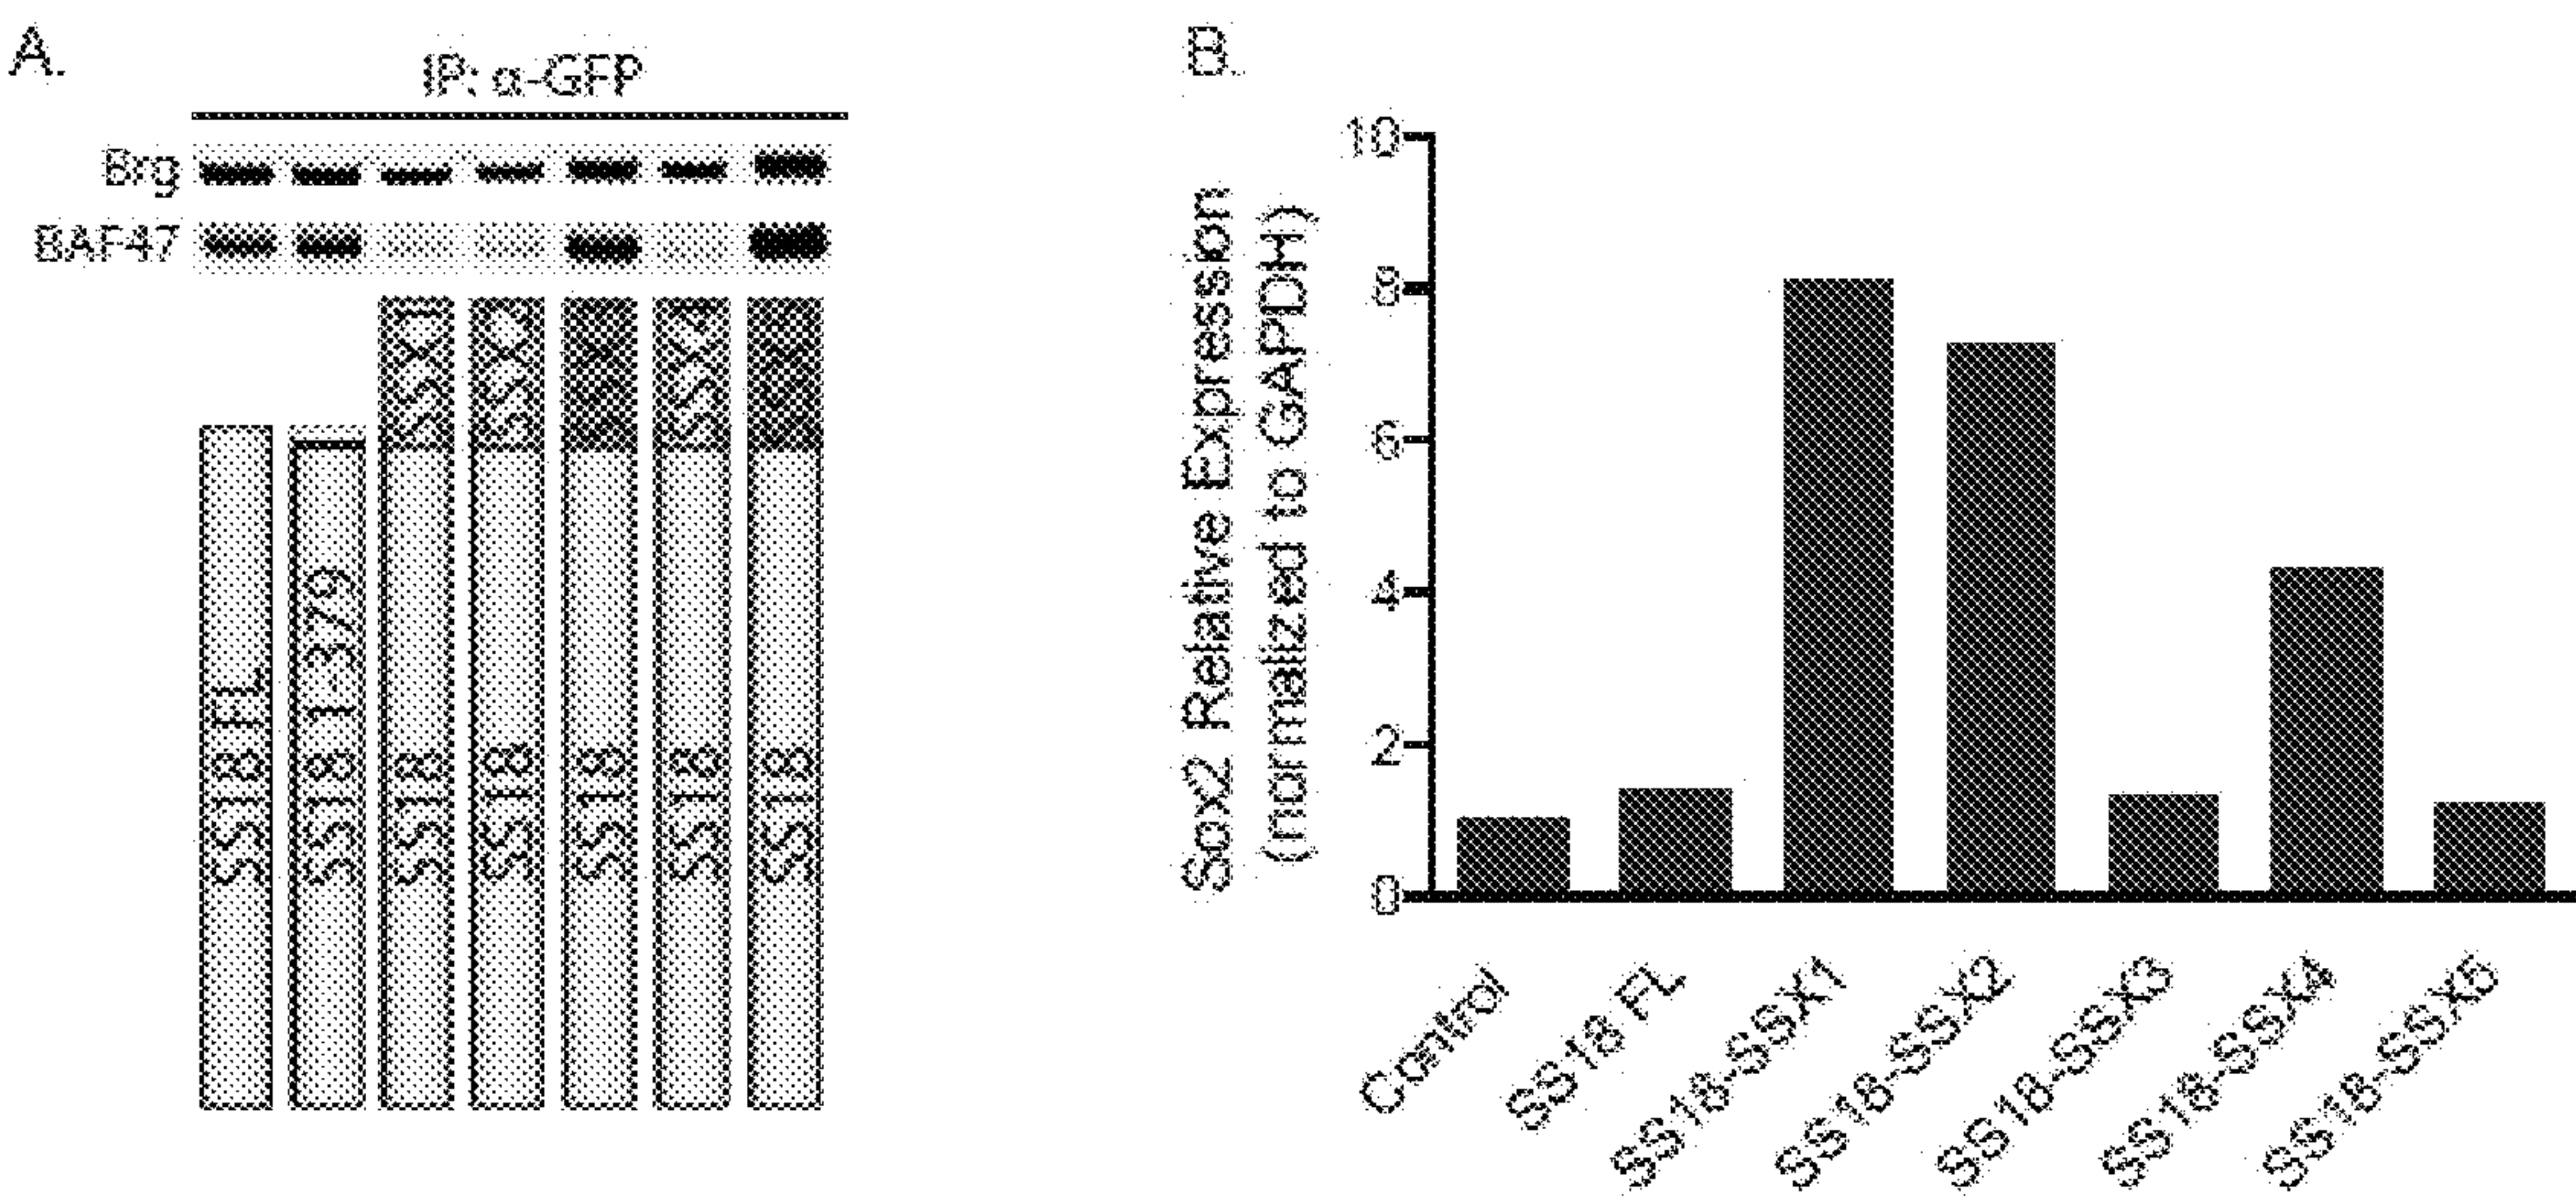 A.
IP: α-GFP
Brg
BAF47
SS18 FL
SS18 1-379
SS18 SSX1
SS18 SSX2
SS18
SS18 SSX4
SS18
B.
Sox2 Relative Expression
(normalized to GAPDH)
10
8
6
4
2
0
Control
SS18 FL
SS18-SSX1
SS18-SSX2
SS18-SSX3
SS18-SSX4
SS18-SSX5